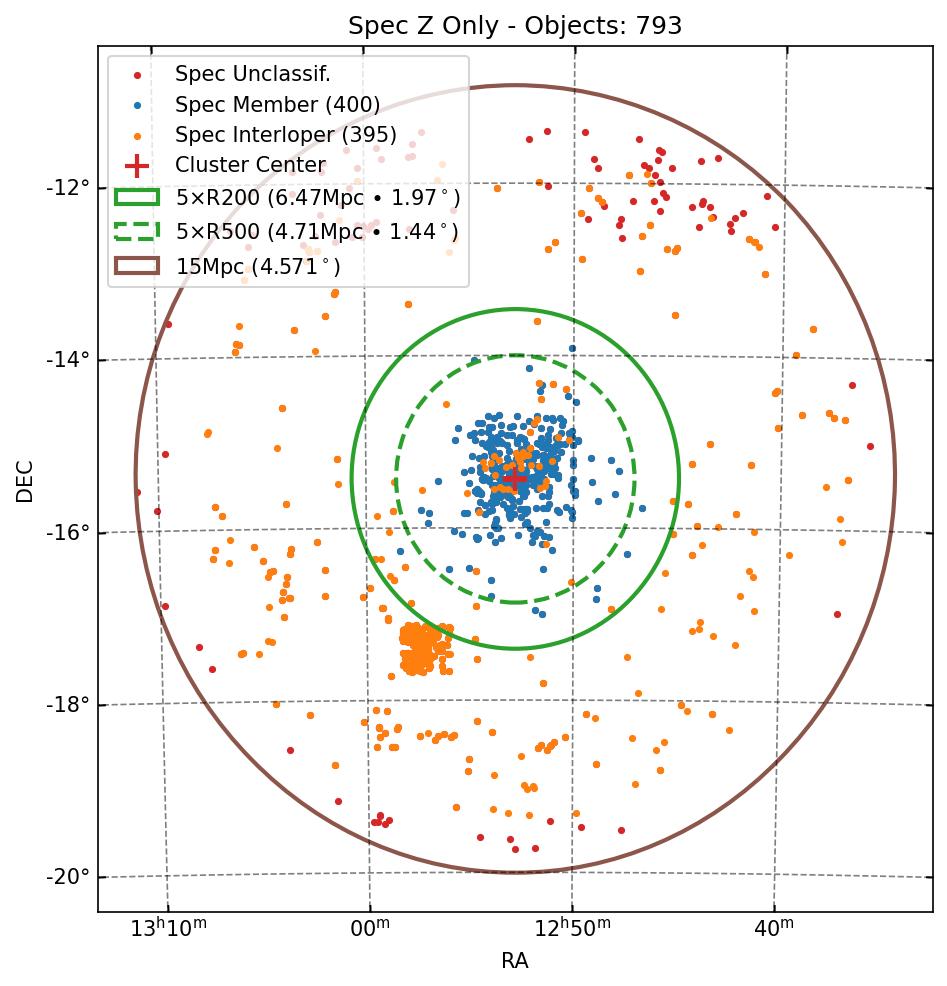 Spec Z Only - Objects: 793
Spec Unclassif.
Spec Member (400)
Spec Interloper (395)
Cluster Center
5×R200 (6.47Mpc • 1.97°)
5×R500 (4.71Mpc • 1.44°)
15Mpc (4.571°)
-12°
-14°
-16°
-18°
-20°
DEC
13ʰ10ᵐ 00ᵐ 12ʰ50ᵐ 40ᵐ
RA